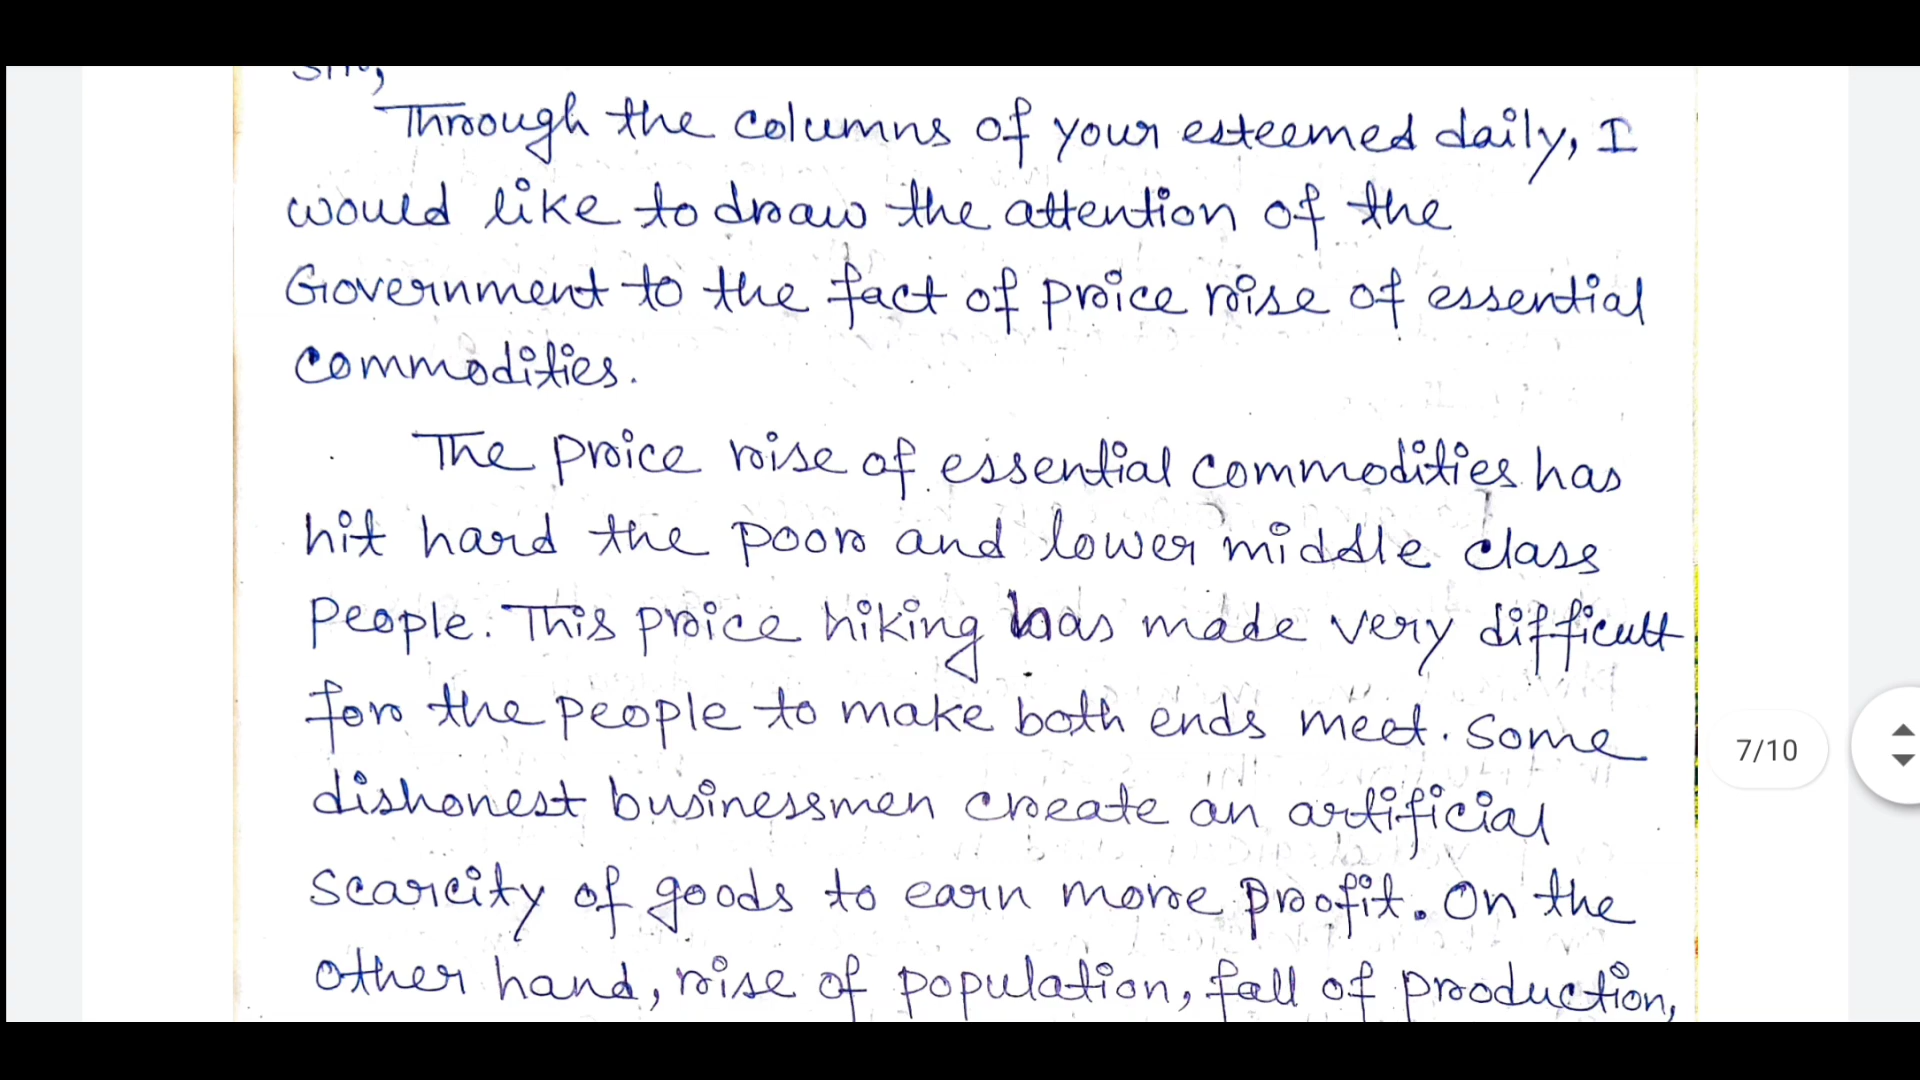 Sir,
Through the columns of your esteemed daily, I
would like to draw the attention of the
Government to the fact of price rise of essential
commodities.
The price rise of essential commodities has
hit hard the poor and lower middle class
people. This price hiking has made very difficult
for the people to make both ends meet. Some
dishonest businessmen create an artificial
scarcity of goods to earn more profit. On the
other hand, rise of population, fall of production,
7/10